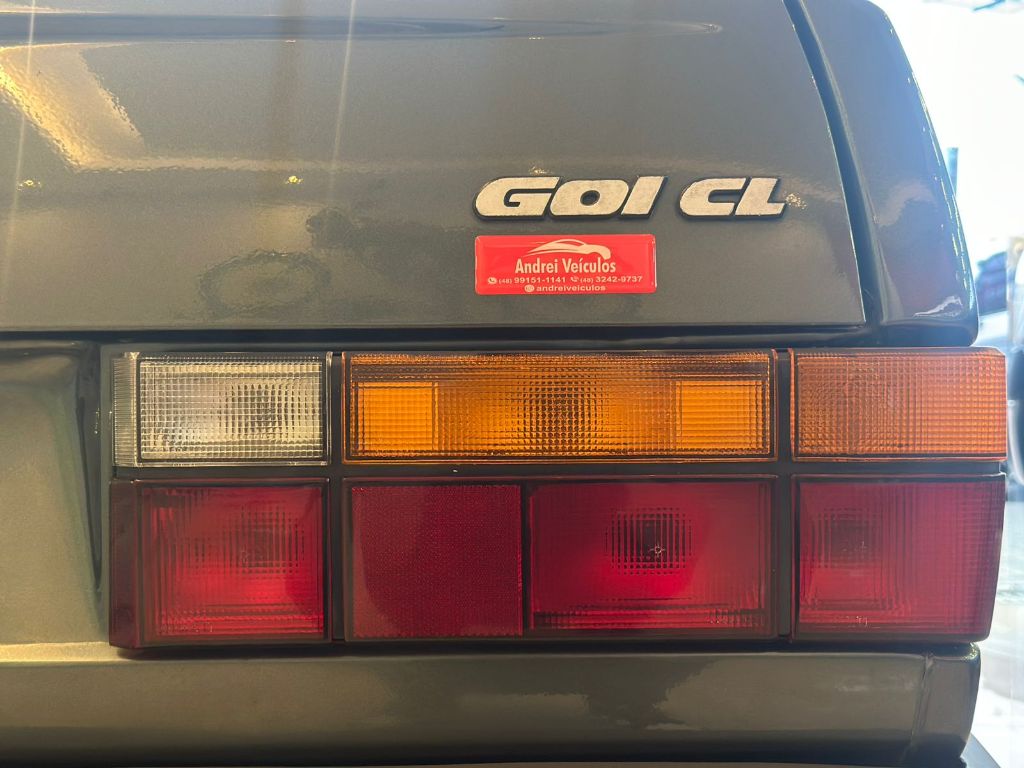 Gol CL
Andrei Veículos
(48) 99151-1141 (48) 3242-9737
andreiveiculos